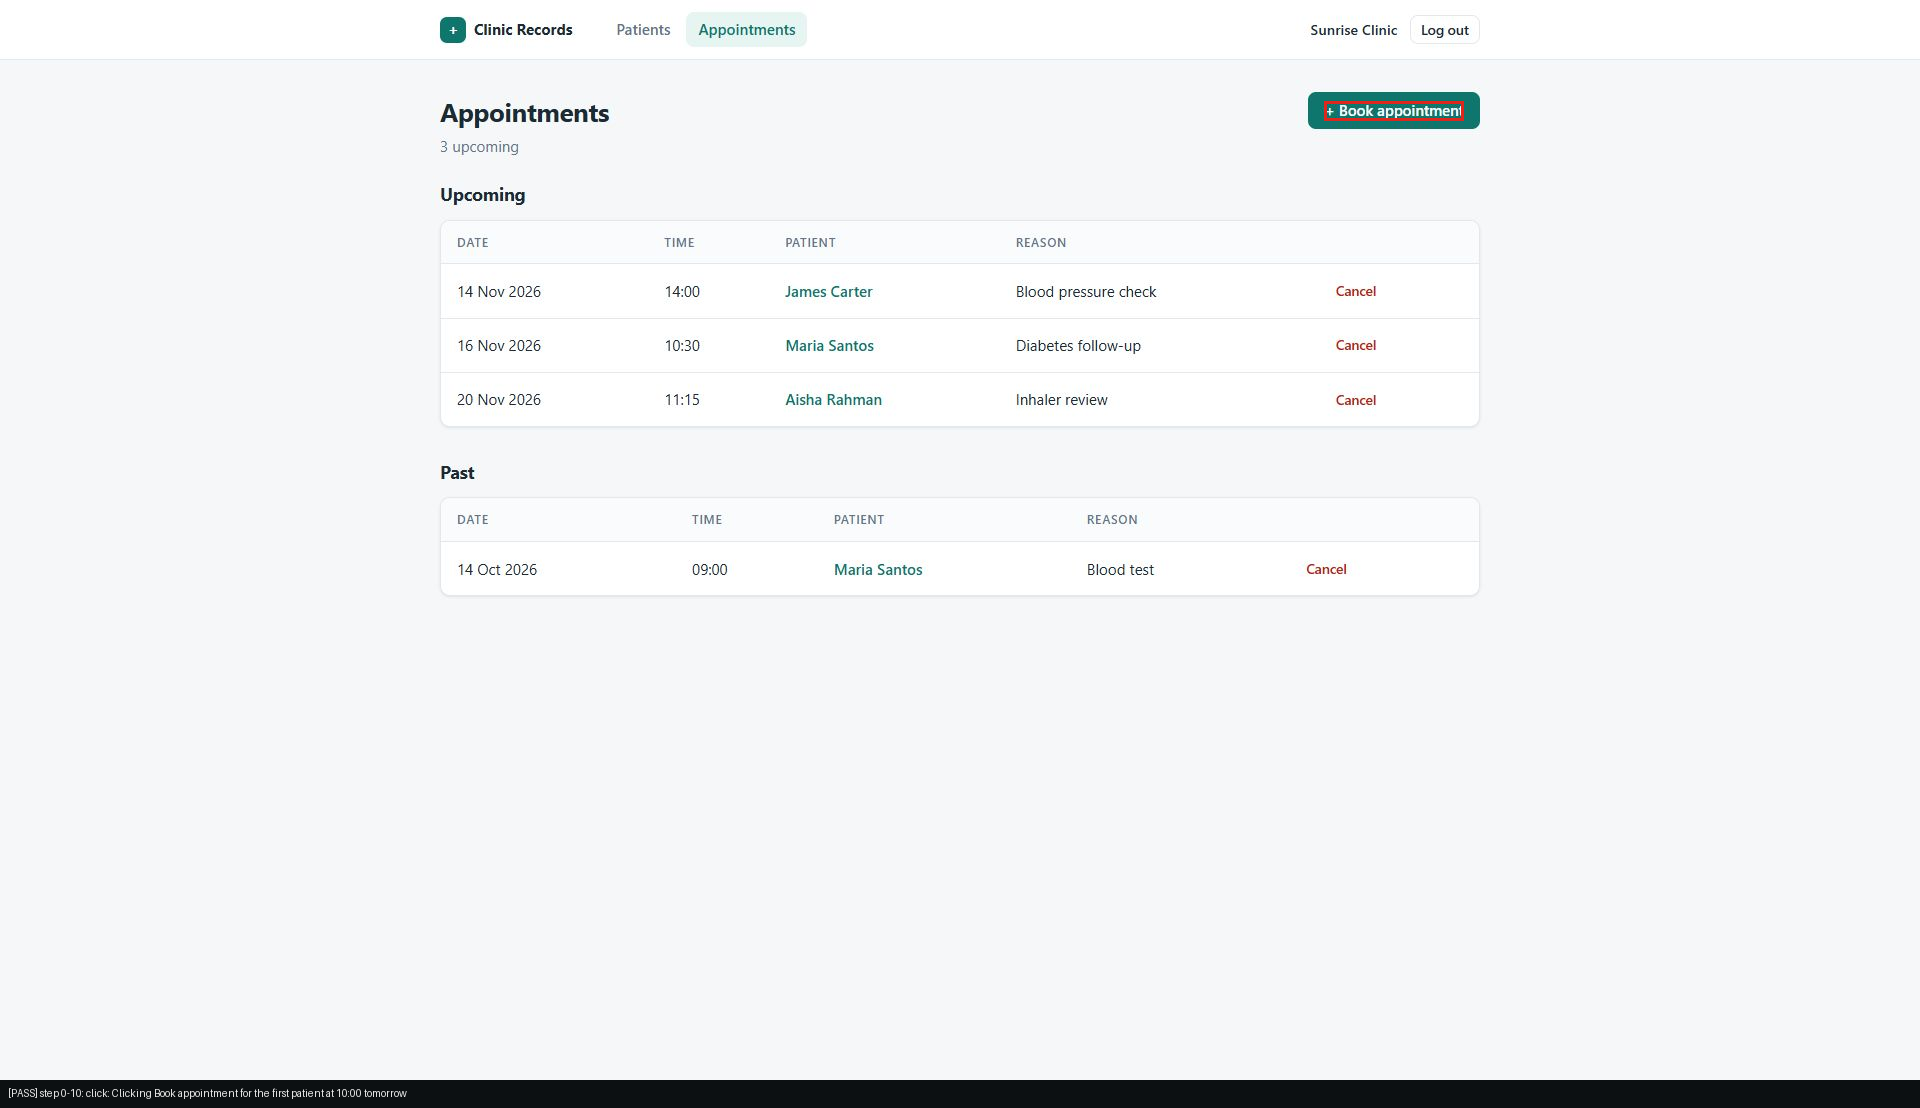 + Clinic Records Patients Appointments Sunrise Clinic Log out
Appointments + Book appointment
3 upcoming
Upcoming
DATE TIME PATIENT REASON
14 Nov 2026 14:00 James Carter Blood pressure check Cancel
16 Nov 2026 10:30 Maria Santos Diabetes follow-up Cancel
20 Nov 2026 11:15 Aisha Rahman Inhaler review Cancel
Past
DATE TIME PATIENT REASON
14 Oct 2026 09:00 Maria Santos Blood test Cancel
[PASS] step 0-10: click: Clicking Book appointment for the first patient at 10:00 tomorrow